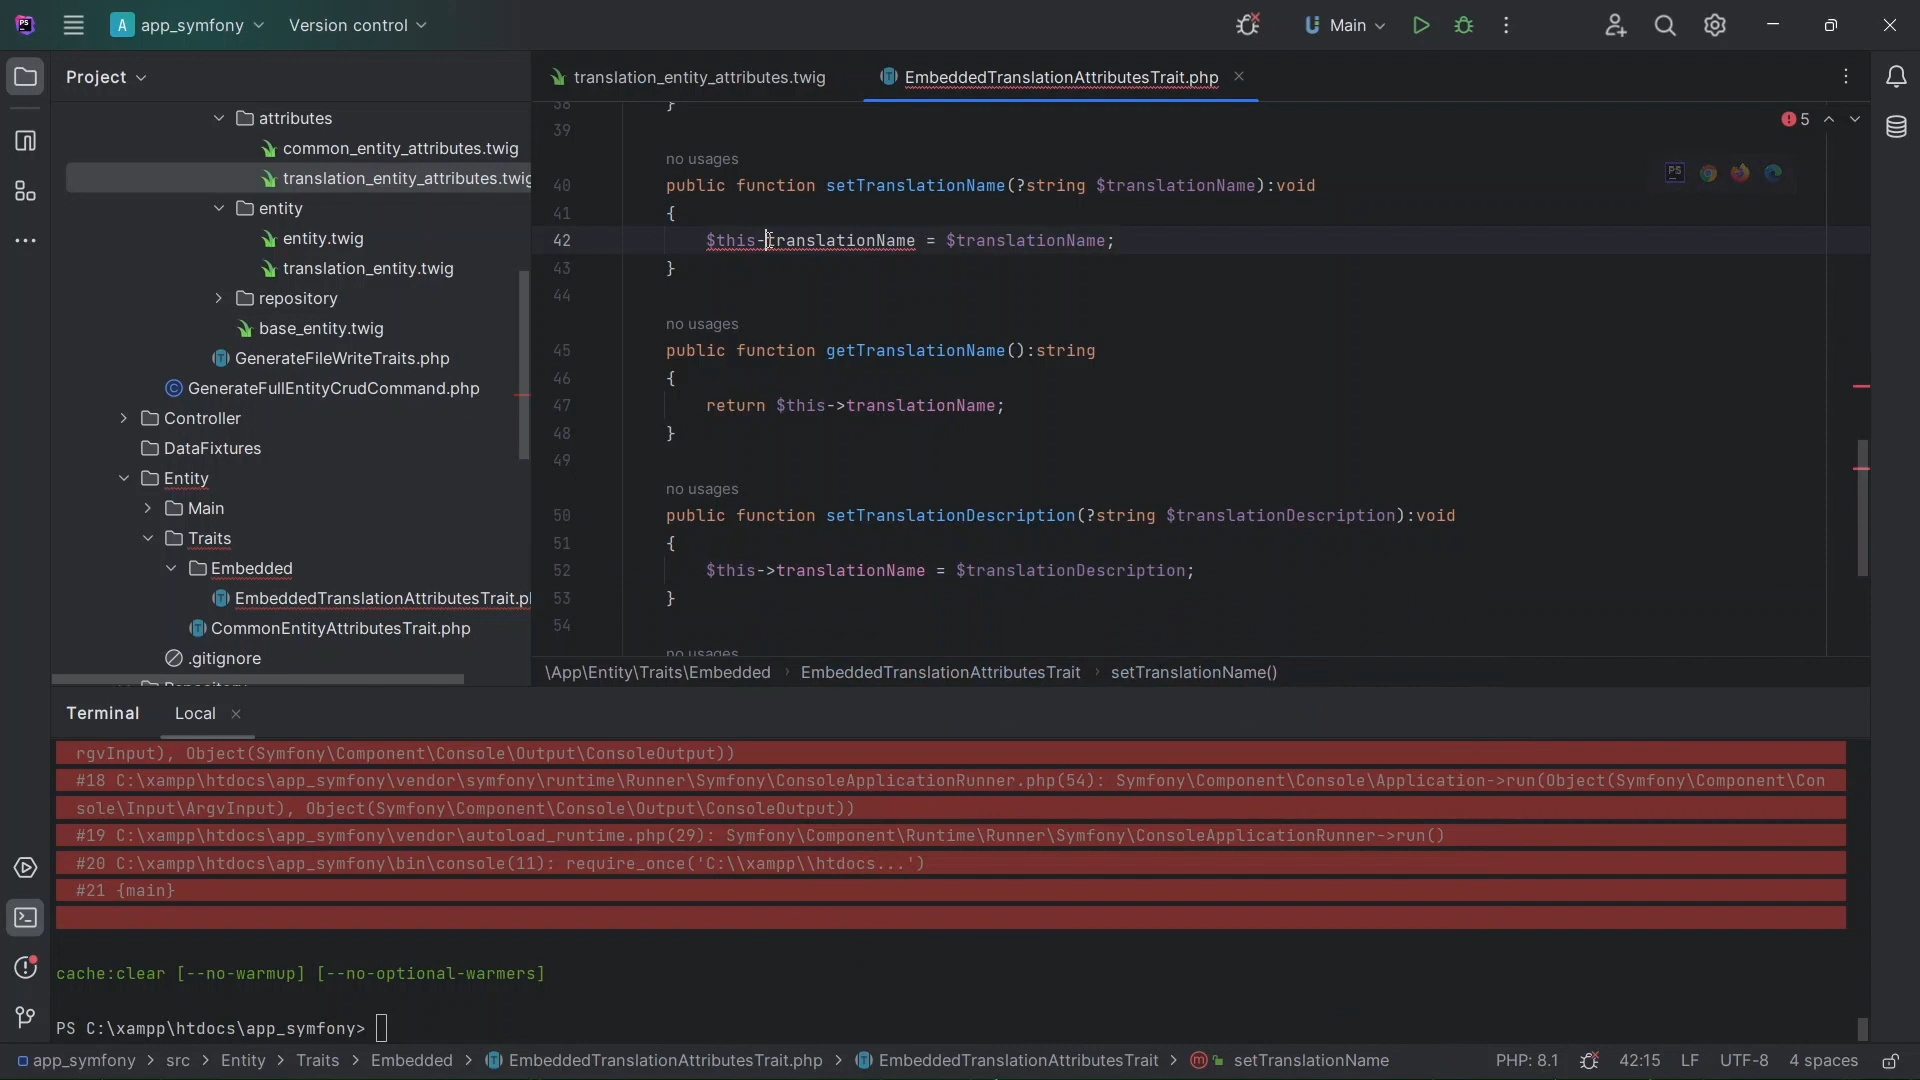 PS
A app_symfony
Version control
Main
Project
translation_entity_attributes.twig
EmbeddedTranslationAttributesTrait.php
attributes
common_entity_attributes.twig
translation_entity_attributes.twig
entity
entity.twig
translation_entity.twig
repository
base_entity.twig
GenerateFileWriteTraits.php
GenerateFullEntityCrudCommand.php
Controller
DataFixtures
Entity
Main
Traits
Embedded
EmbeddedTranslationAttributesTrait.p
CommonEntityAttributesTrait.php
.gitignore
5
38 }
39
no usages
40 public function setTranslationName(?string $translationName):void
41 {
42 $this-translationName = $translationName;
43 }
44
no usages
45 public function getTranslationName():string
46 {
47 return $this->translationName;
48 }
49
no usages
50 public function setTranslationDescription(?string $translationDescription):void
51 {
52 $this->translationName = $translationDescription;
53 }
54
no usages
\App\Entity\Traits\Embedded › EmbeddedTranslationAttributesTrait › setTranslationName()
Terminal Local
rgvInput), Object(Symfony\Component\Console\Output\ConsoleOutput))
#18 C:\xampp\htdocs\app_symfony\vendor\symfony\runtime\Runner\Symfony\ConsoleApplicationRunner.php(54): Symfony\Component\Console\Application->run(Object(Symfony\Component\Con
sole\Input\ArgvInput), Object(Symfony\Component\Console\Output\ConsoleOutput))
#19 C:\xampp\htdocs\app_symfony\vendor\autoload_runtime.php(29): Symfony\Component\Runtime\Runner\Symfony\ConsoleApplicationRunner->run()
#20 C:\xampp\htdocs\app_symfony\bin\console(11): require_once('C:\\xampp\\htdocs...')
#21 {main}
cache:clear [--no-warmup] [--no-optional-warmers]
PS C:\xampp\htdocs\app_symfony>
app_symfony › src › Entity › Traits › Embedded › EmbeddedTranslationAttributesTrait.php › EmbeddedTranslationAttributesTrait › m setTranslationName
PHP: 8.1 42:15 LF UTF-8 4 spaces